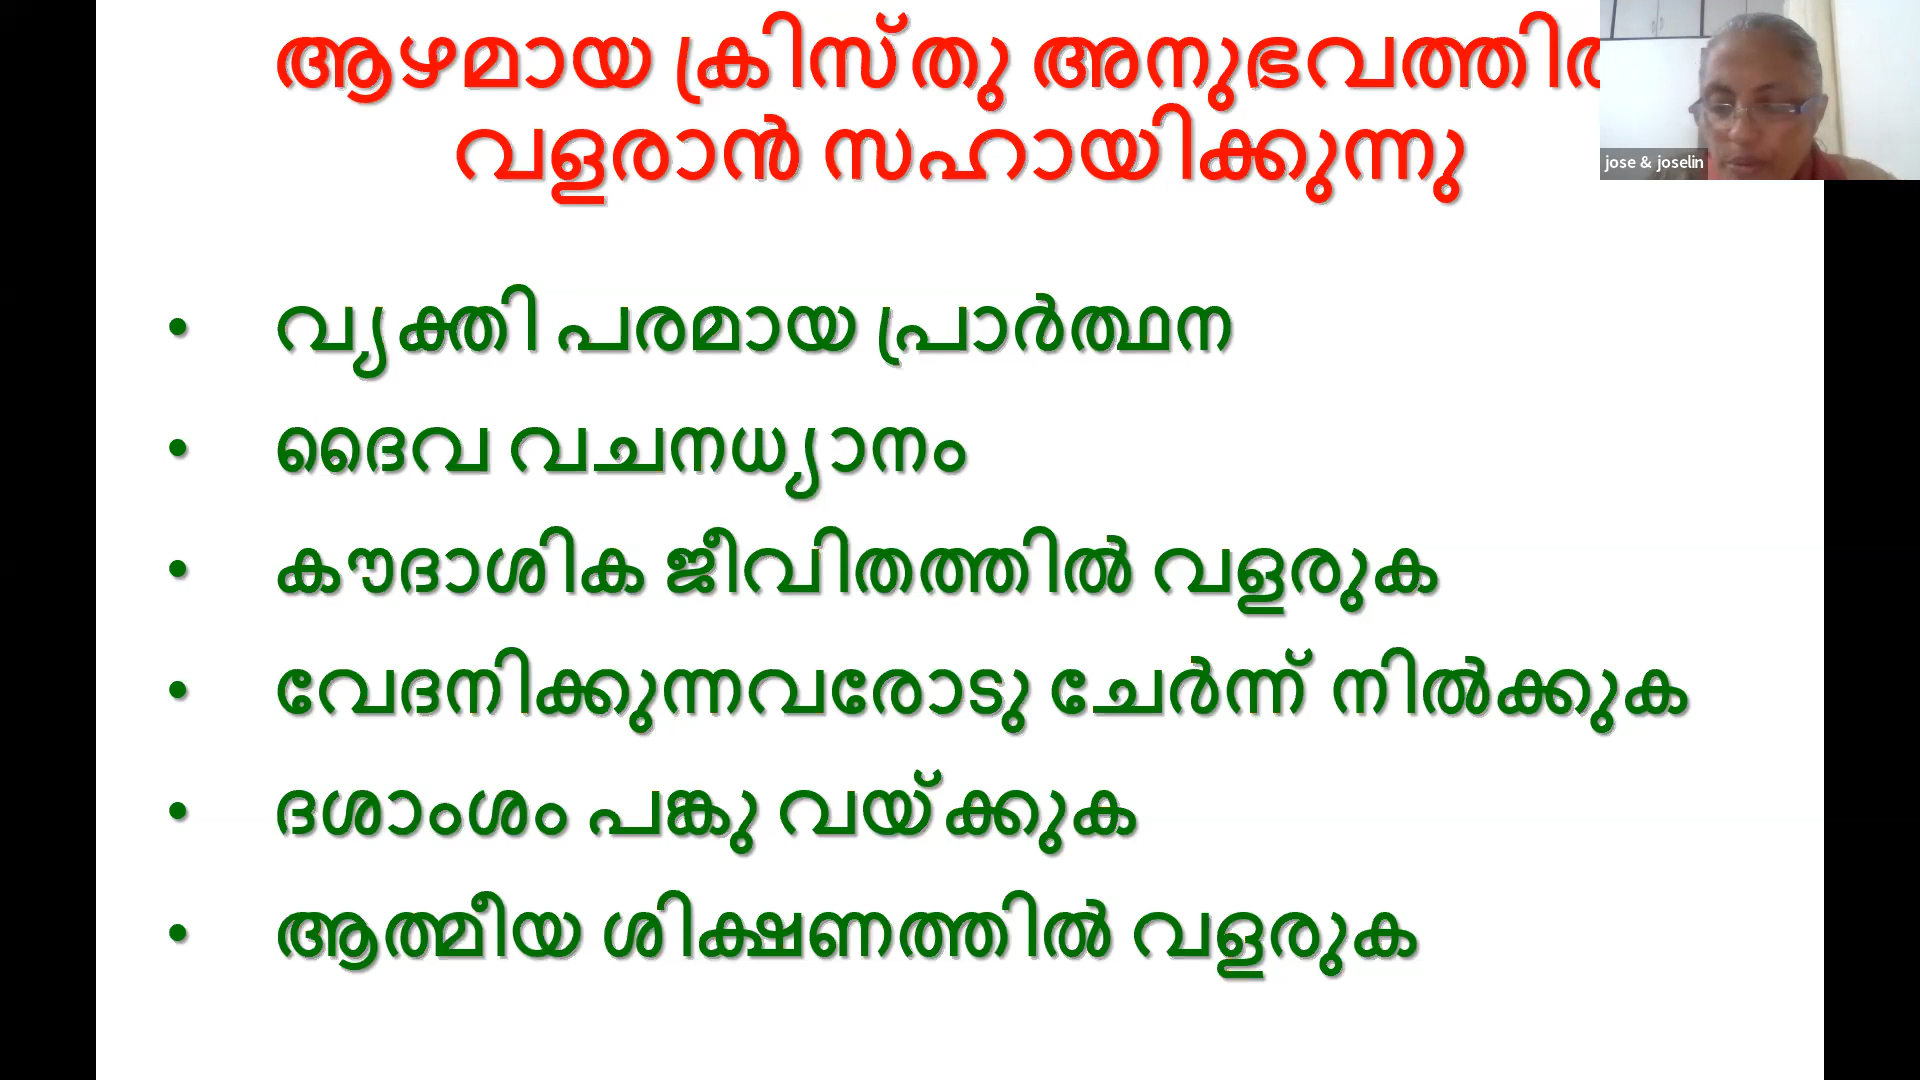 ആഴമായ ക്രിസ്തു അനുഭവത്തിൽ
വളരാൻ സഹായിക്കുന്നു
jose & joselin
• വ്യക്തി പരമായ പ്രാർത്ഥന
• ദൈവ വചനധ്യാനം
• കൗദാശിക ജീവിതത്തിൽ വളരുക
• വേദനിക്കുന്നവരോടു ചേർന്ന് നിൽക്കുക
• ദശാംശം പങ്കു വയ്ക്കുക
• ആത്മീയ ശിക്ഷണത്തിൽ വളരുക